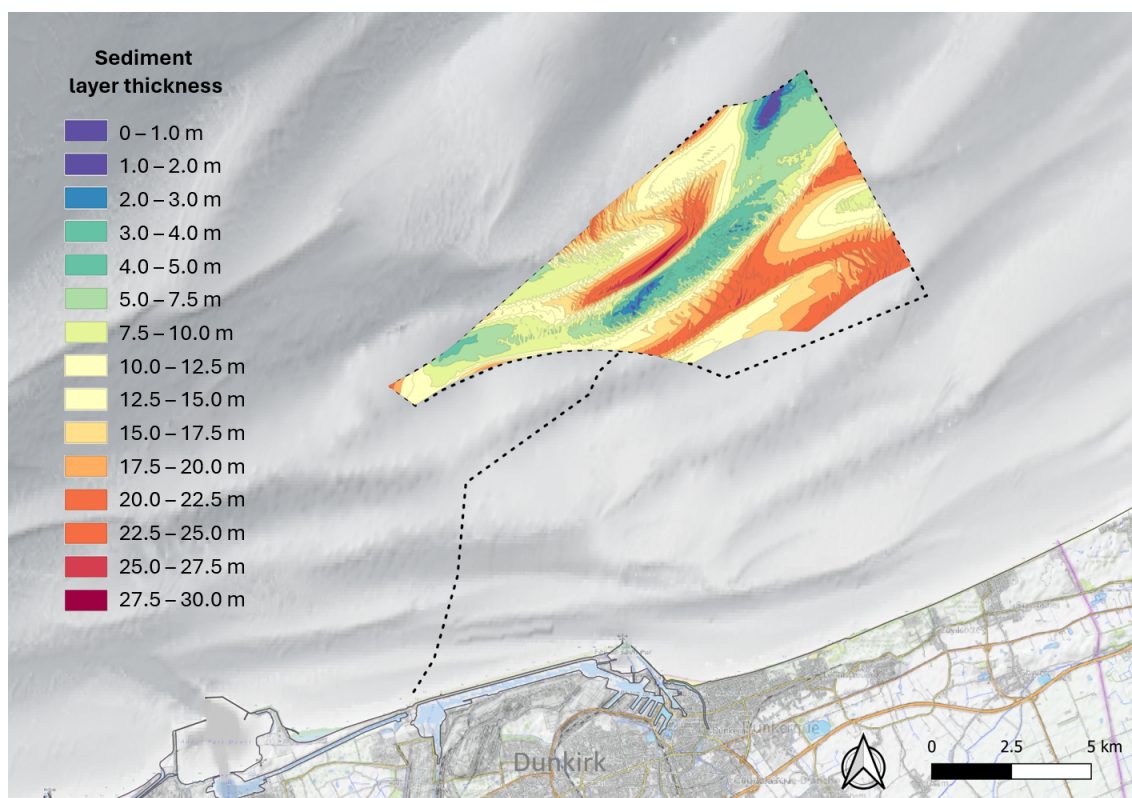 Sediment
layer thickness
0 – 1.0 m
1.0 – 2.0 m
2.0 – 3.0 m
3.0 – 4.0 m
4.0 – 5.0 m
5.0 – 7.5 m
7.5 – 10.0 m
10.0 – 12.5 m
12.5 – 15.0 m
15.0 – 17.5 m
17.5 – 20.0 m
20.0 – 22.5 m
22.5 – 25.0 m
25.0 – 27.5 m
27.5 – 30.0 m
Dunkirk
0 2.5 5 km